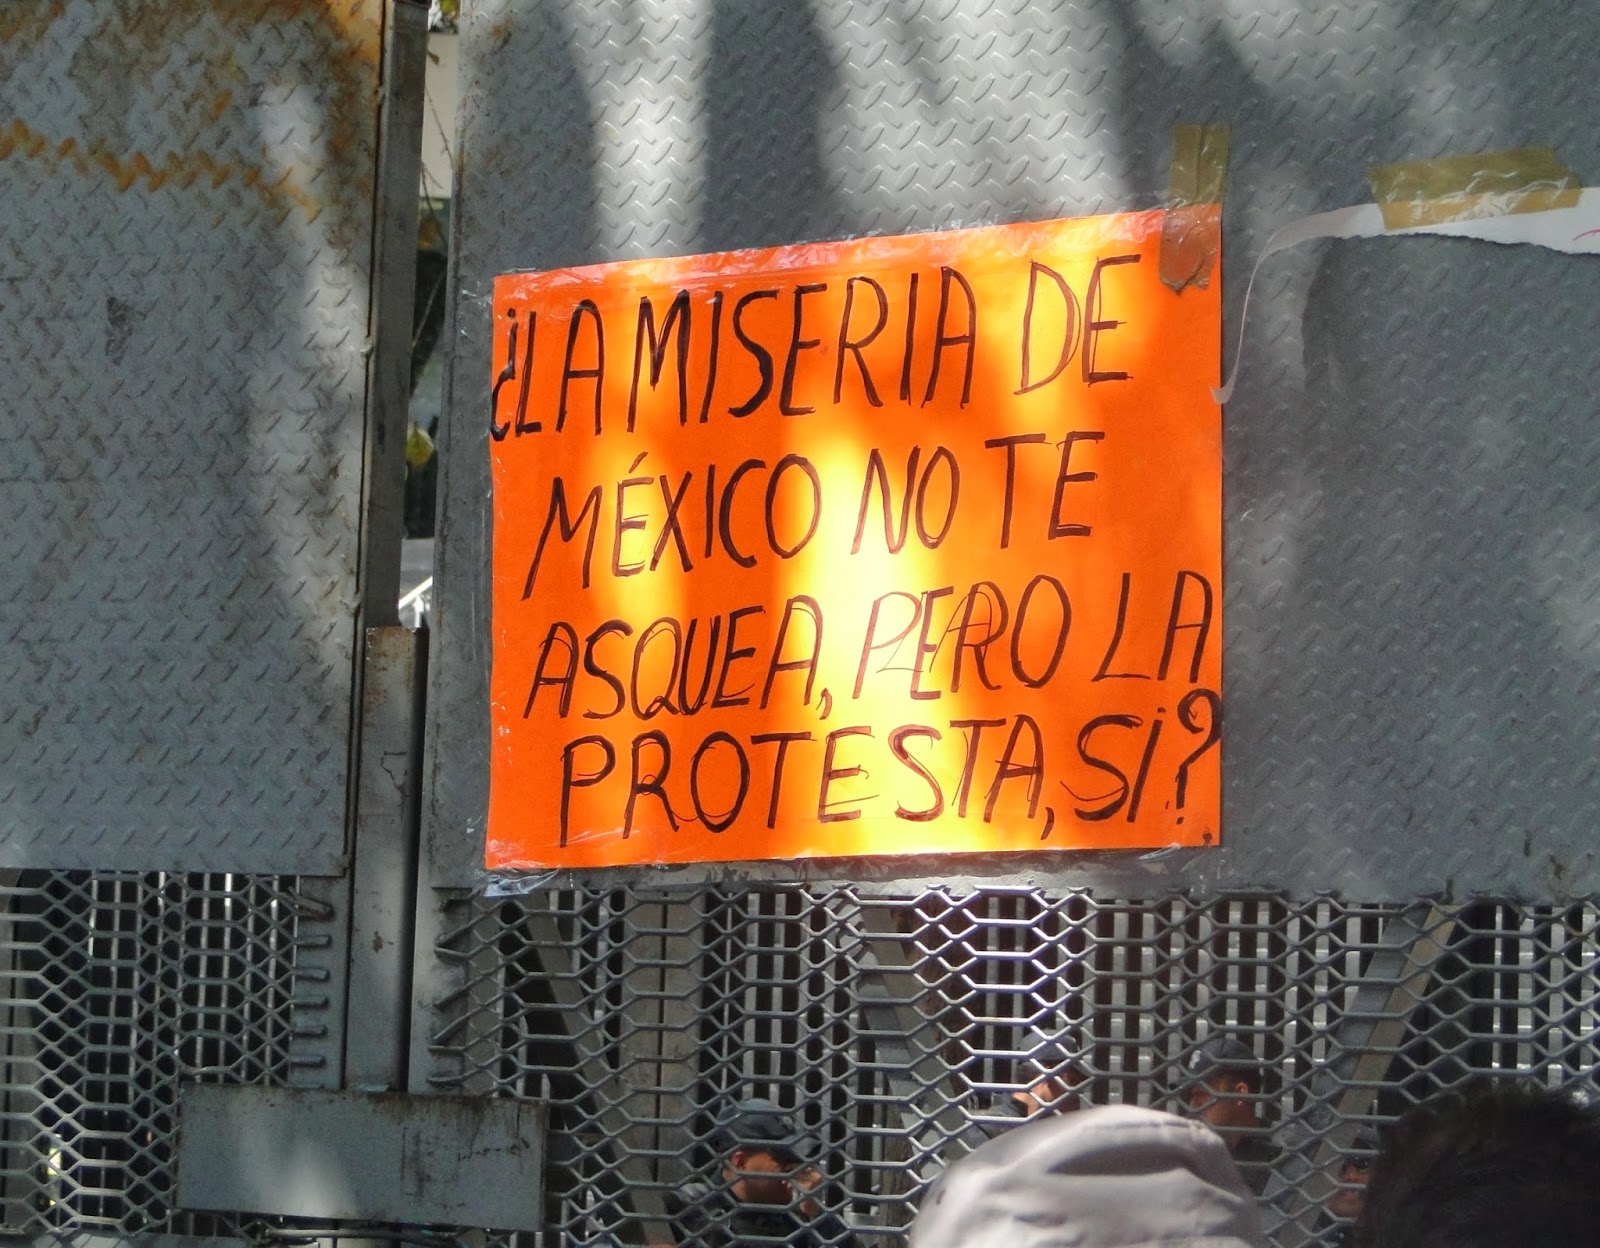 ¿LA MISERIA DE
MÉXICO NO TE
ASQUEA, PERO LA
PROTESTA, SI?